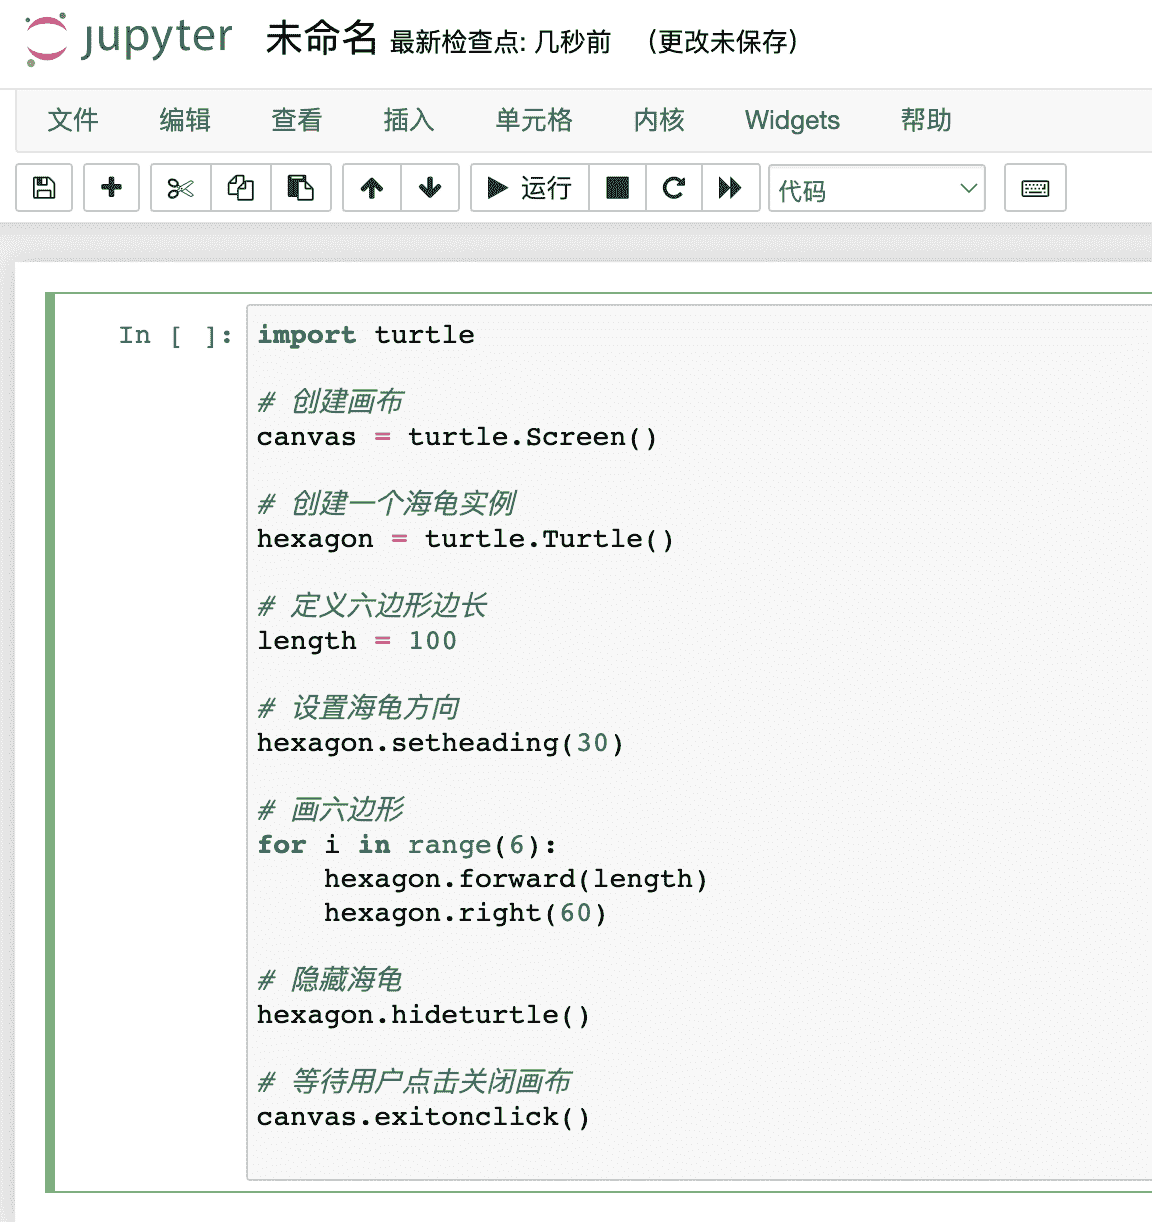 jupyter 未命名 最新检查点: 几秒前 (更改未保存)
文件 编辑 查看 插入 单元格 内核 Widgets 帮助
运行 代码
In [ ]:
import turtle
# 创建画布
canvas = turtle.Screen()
# 创建一个海龟实例
hexagon = turtle.Turtle()
# 定义六边形边长
length = 100
# 设置海龟方向
hexagon.setheading(30)
# 画六边形
for i in range(6):
    hexagon.forward(length)
    hexagon.right(60)
# 隐藏海龟
hexagon.hideturtle()
# 等待用户点击关闭画布
canvas.exitonclick()